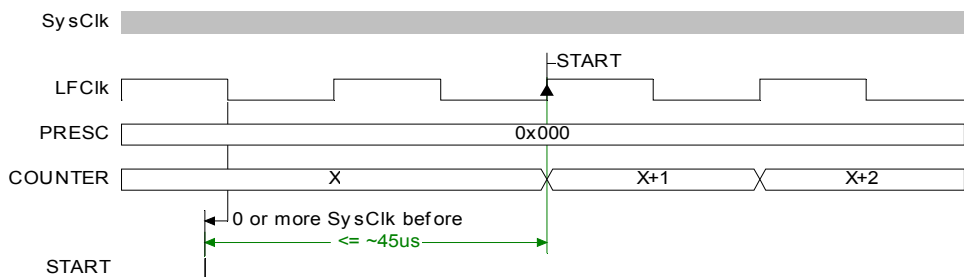 SysClk
START
LFClk
PRESC 0x000
COUNTER X X+1 X+2
0 or more SysClk before
<= ~45us
START